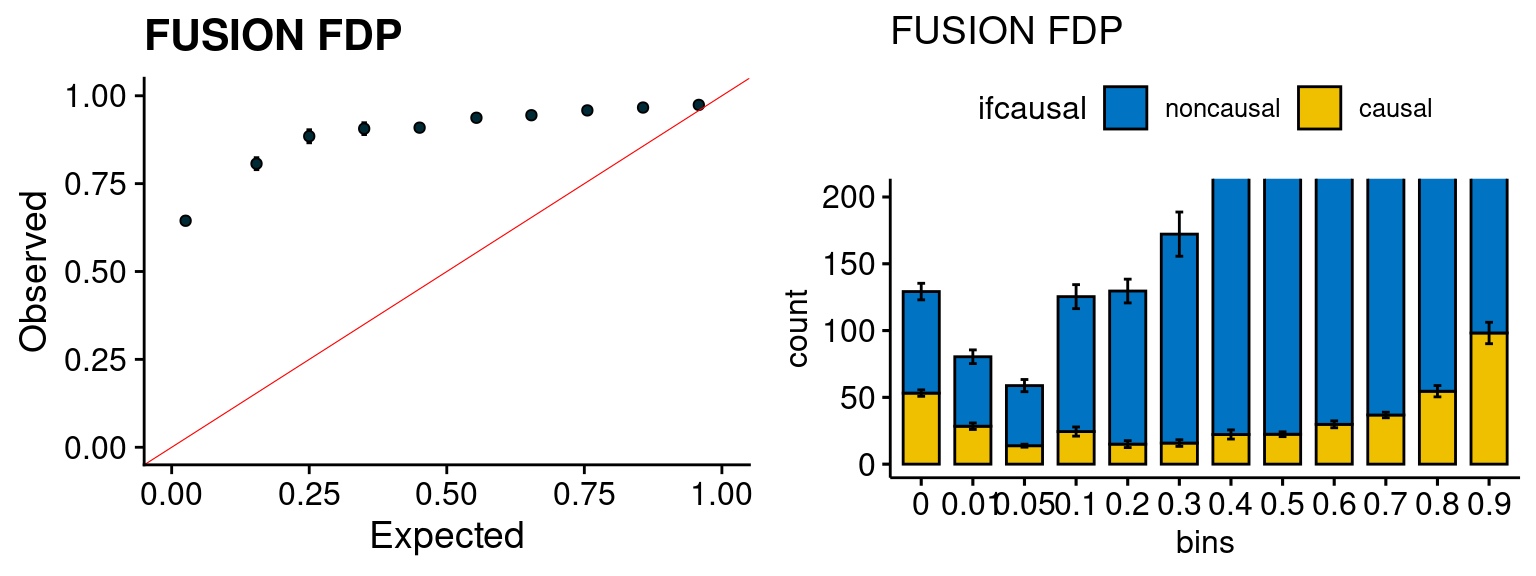 FUSION FDP
1.00
0.75
0.50
0.25
0.00
Observed
0.00 0.25 0.50 0.75 1.00
Expected
FUSION FDP
ifcausal noncausal causal
200
150
100
50
0
count
0 0.01 0.05 0.1 0.2 0.3 0.4 0.5 0.6 0.7 0.8 0.9
bins